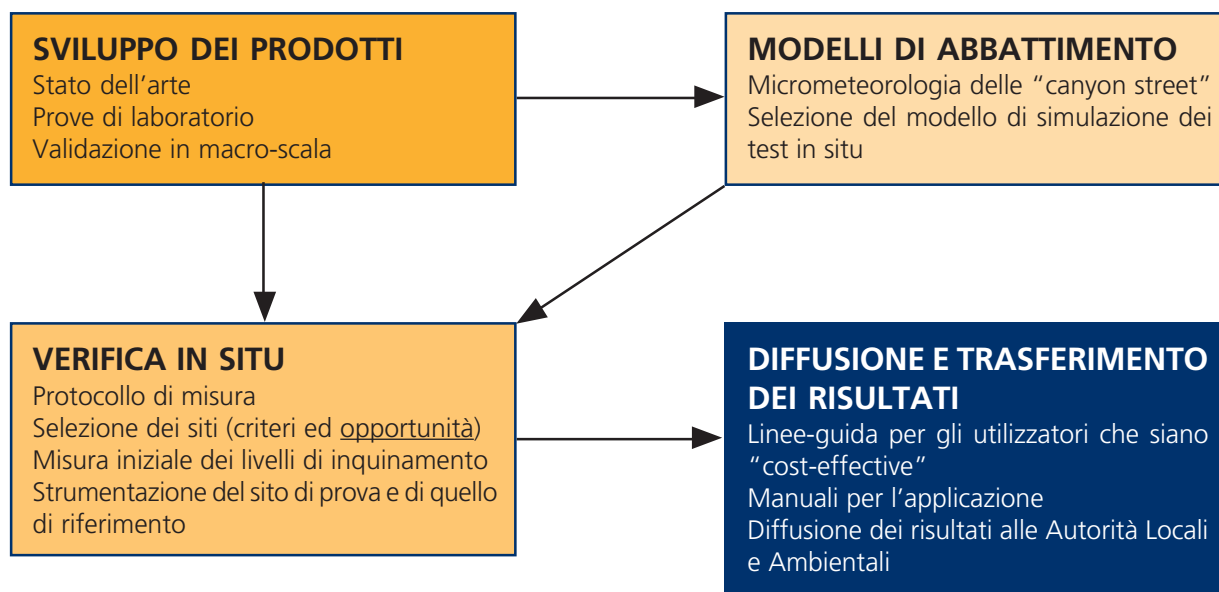 SVILUPPO DEI PRODOTTI
Stato dell’arte
Prove di laboratorio
Validazione in macro-scala
MODELLI DI ABBATTIMENTO
Micrometeorologia delle “canyon street”
Selezione del modello di simulazione dei
test in situ
VERIFICA IN SITU
Protocollo di misura
Selezione dei siti (criteri ed opportunità)
Misura iniziale dei livelli di inquinamento
Strumentazione del sito di prova e di quello
di riferimento
DIFFUSIONE E TRASFERIMENTO
DEI RISULTATI
Linee-guida per gli utilizzatori che siano
“cost-effective”
Manuali per l’applicazione
Diffusione dei risultati alle Autorità Locali
e Ambientali